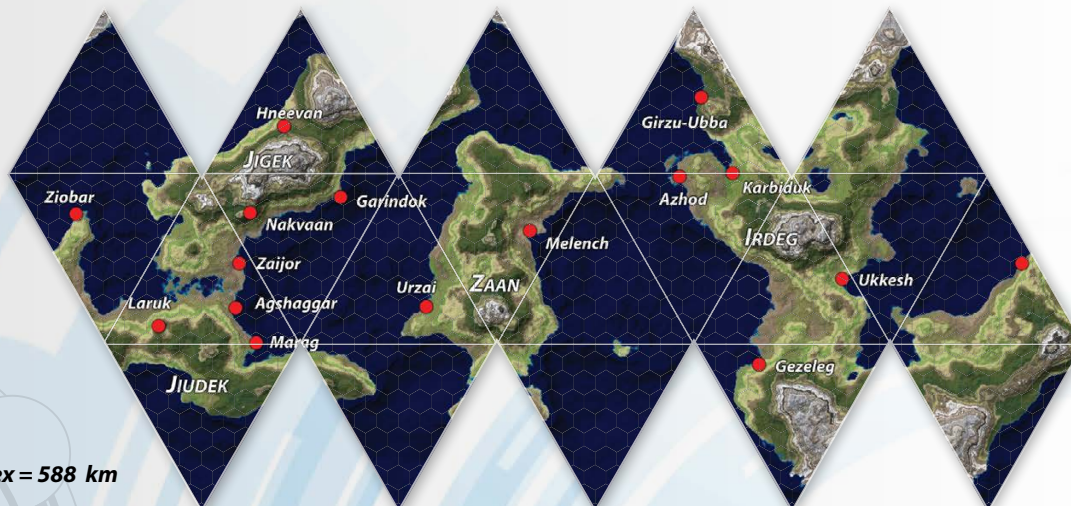 Hneevan
Girzu-Ubba
JIGEK
Ziobar
Garindok
Azhod
Karbiduk
Nakvaan
IRDEG
Melench
Zaijor
ZAAN
Ukkesh
Urzai
Laruk
Agshaggar
Marag
Gezeleg
JIUDEK
= 588 km